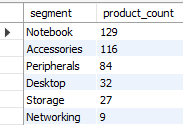 segment product_count
Notebook 129
Accessories 116
Peripherals 84
Desktop 32
Storage 27
Networking 9